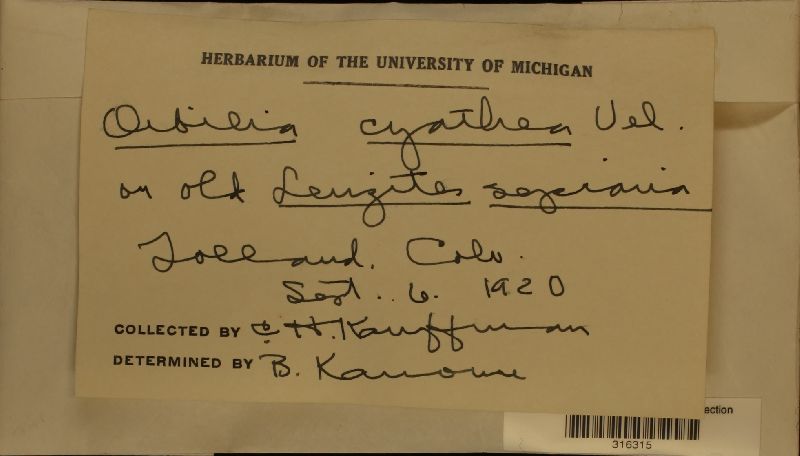 HERBARIUM OF THE UNIVERSITY OF MICHIGAN
Orbilia cyathea Vel.
on old Lenzites sepiaria
Tolland, Colo.
Sept. 6. 1920
COLLECTED BY C. H. Kauffman
DETERMINED BY B. Kanouse
ection
316315